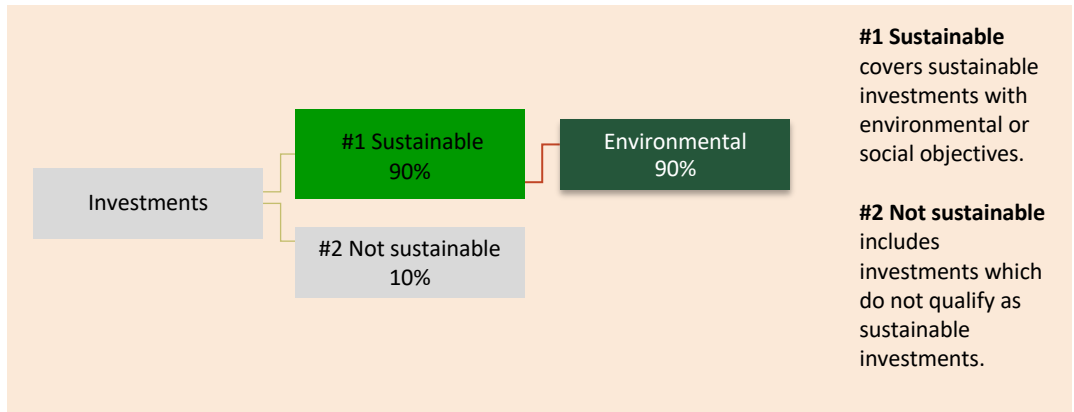 Investments
#1 Sustainable
90%
#2 Not sustainable
10%
Environmental
90%
#1 Sustainable
covers sustainable
investments with
environmental or
social objectives.
#2 Not sustainable
includes
investments which
do not qualify as
sustainable
investments.